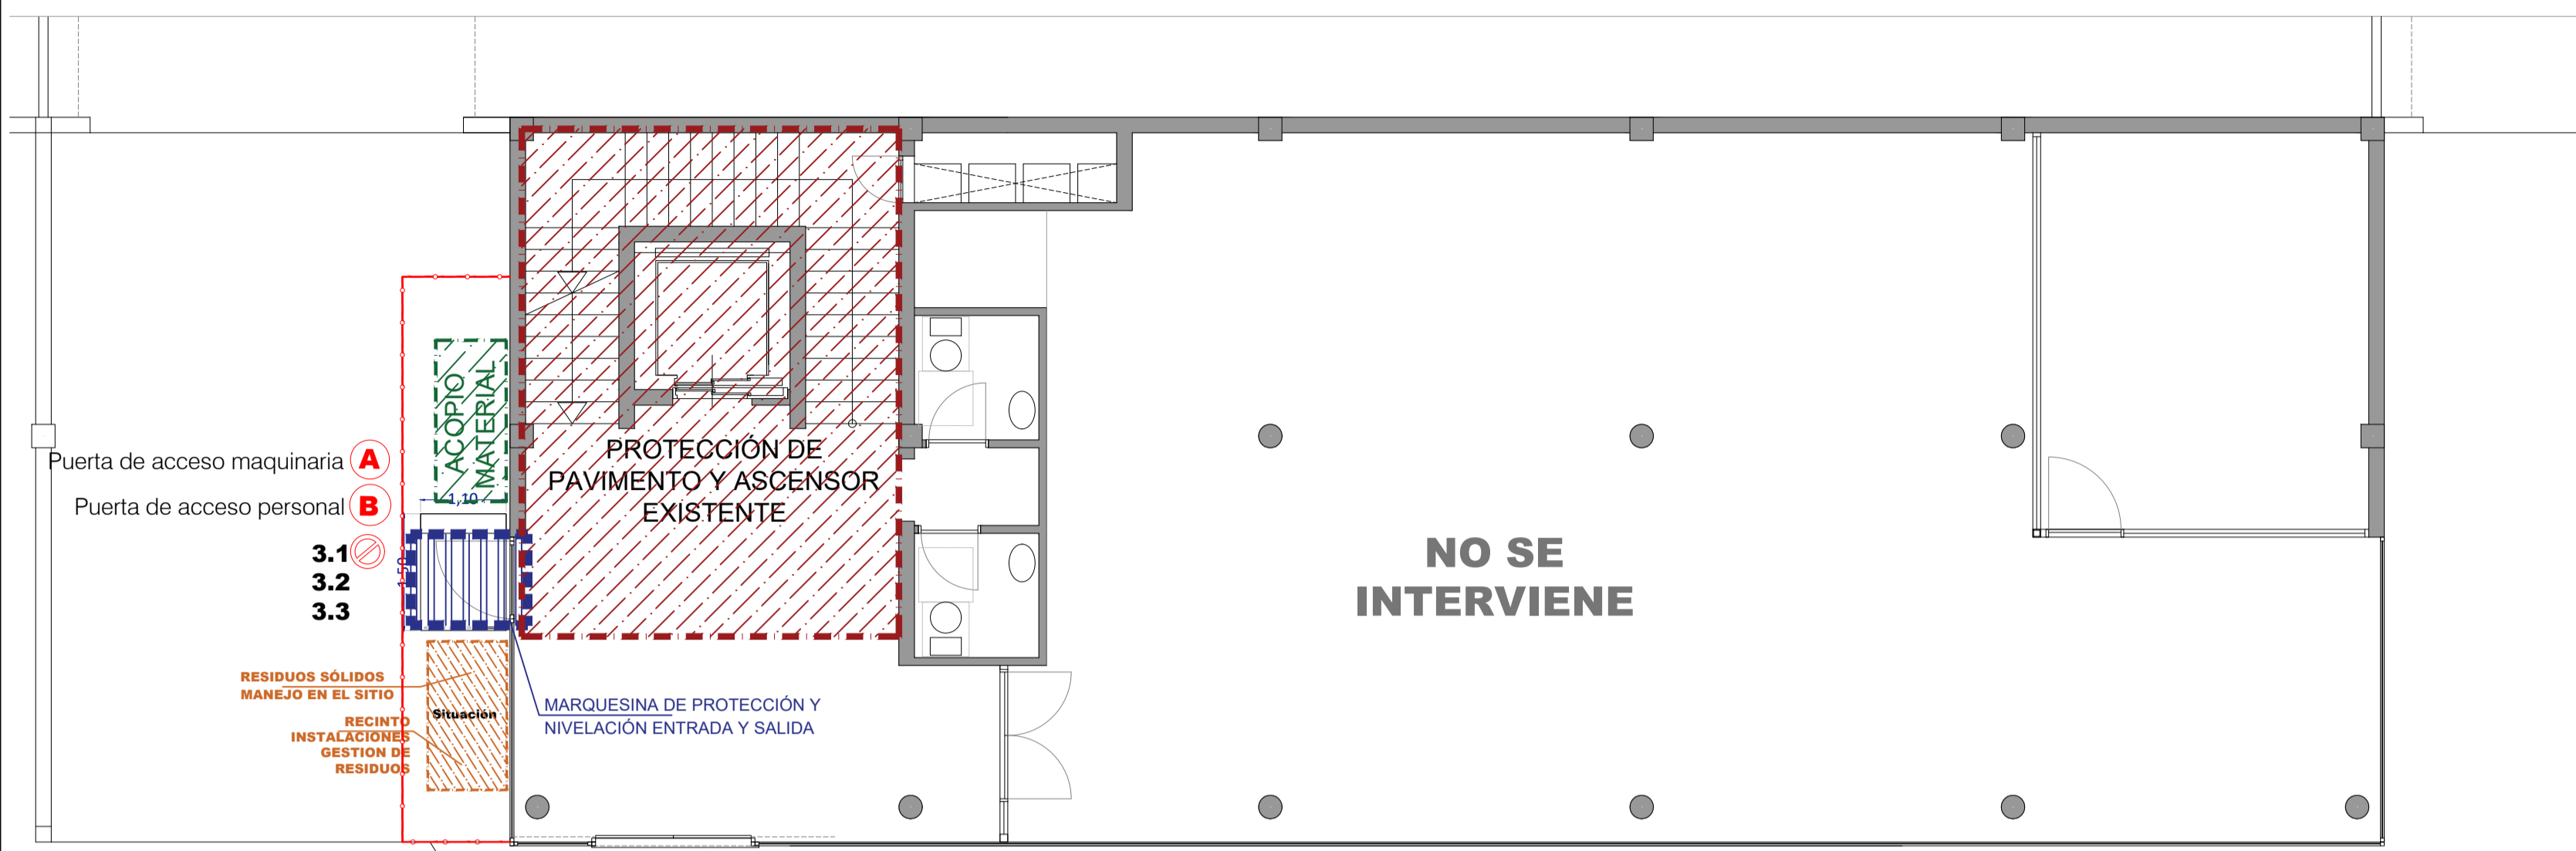 ACOPIO
MATERIAL
Puerta de acceso maquinaria A
Puerta de acceso personal B
1,10
3.1
3.2
3.3
1,50
PROTECCIÓN DE
PAVIMENTO Y ASCENSOR
EXISTENTE
NO SE
INTERVIENE
RESIDUOS SÓLIDOS
MANEJO EN EL SITIO
Situación
RECINTO
INSTALACIONES
GESTION DE
RESIDUOS
MARQUESINA DE PROTECCIÓN Y
NIVELACIÓN ENTRADA Y SALIDA